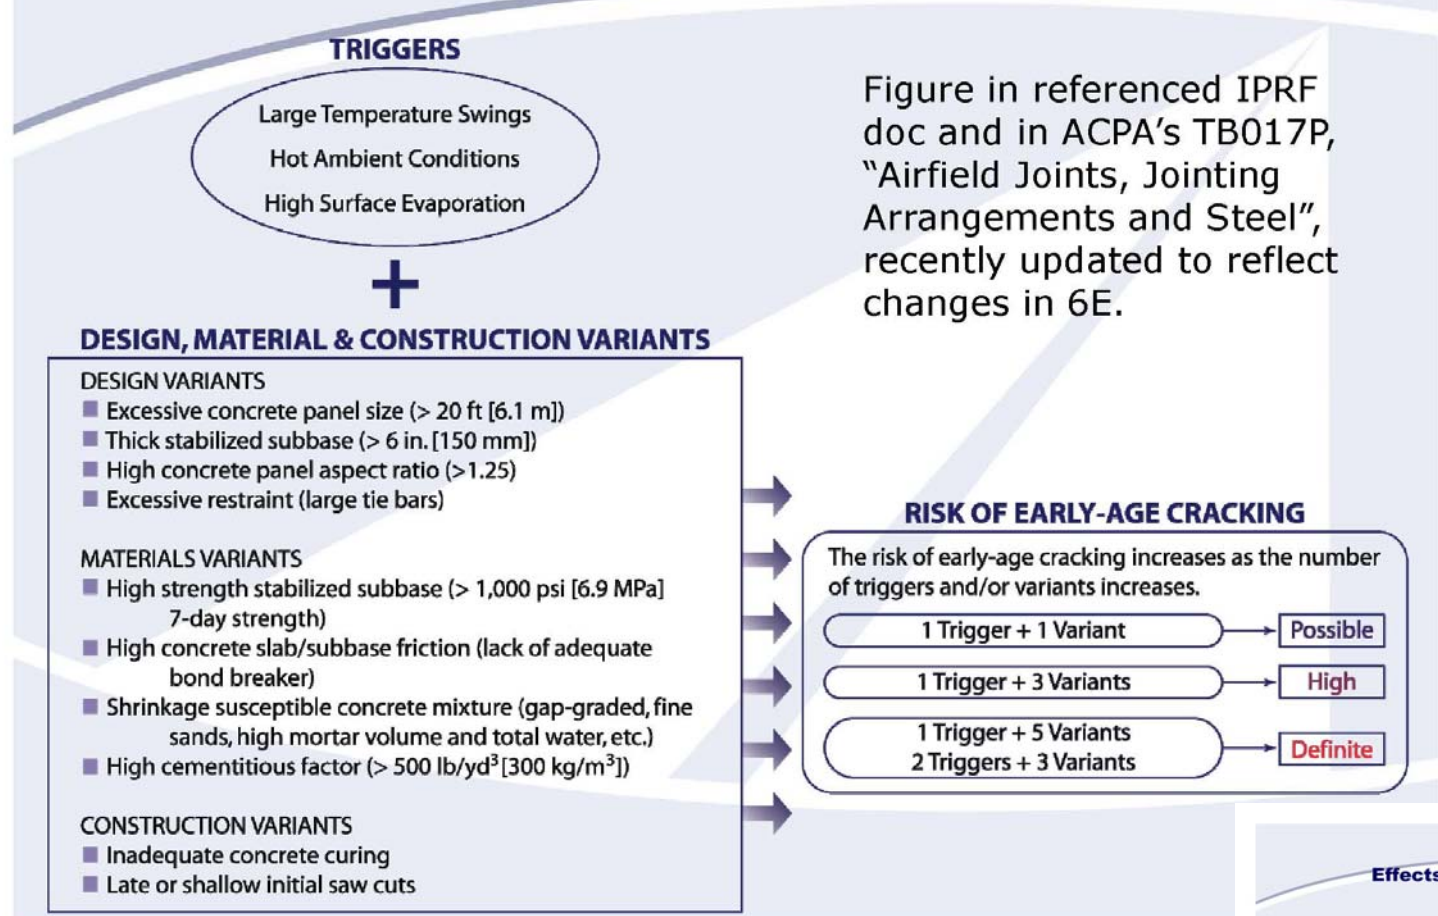 TRIGGERS
Large Temperature Swings
Hot Ambient Conditions
High Surface Evaporation
+
Figure in referenced IPRF
doc and in ACPA’s TB017P,
“Airfield Joints, Jointing
Arrangements and Steel”,
recently updated to reflect
changes in 6E.
DESIGN, MATERIAL & CONSTRUCTION VARIANTS
DESIGN VARIANTS
■ Excessive concrete panel size (> 20 ft [6.1 m])
■ Thick stabilized subbase (> 6 in. [150 mm])
■ High concrete panel aspect ratio (>1.25)
■ Excessive restraint (large tie bars)
MATERIALS VARIANTS
■ High strength stabilized subbase (> 1,000 psi [6.9 MPa]
7-day strength)
■ High concrete slab/subbase friction (lack of adequate
bond breaker)
■ Shrinkage susceptible concrete mixture (gap-graded, fine
sands, high mortar volume and total water, etc.)
■ High cementitious factor (> 500 lb/yd³ [300 kg/m³])
CONSTRUCTION VARIANTS
■ Inadequate concrete curing
■ Late or shallow initial saw cuts
RISK OF EARLY-AGE CRACKING
The risk of early-age cracking increases as the number
of triggers and/or variants increases.
1 Trigger + 1 Variant
Possible
1 Trigger + 3 Variants
High
1 Trigger + 5 Variants
2 Triggers + 3 Variants
Definite
Effects